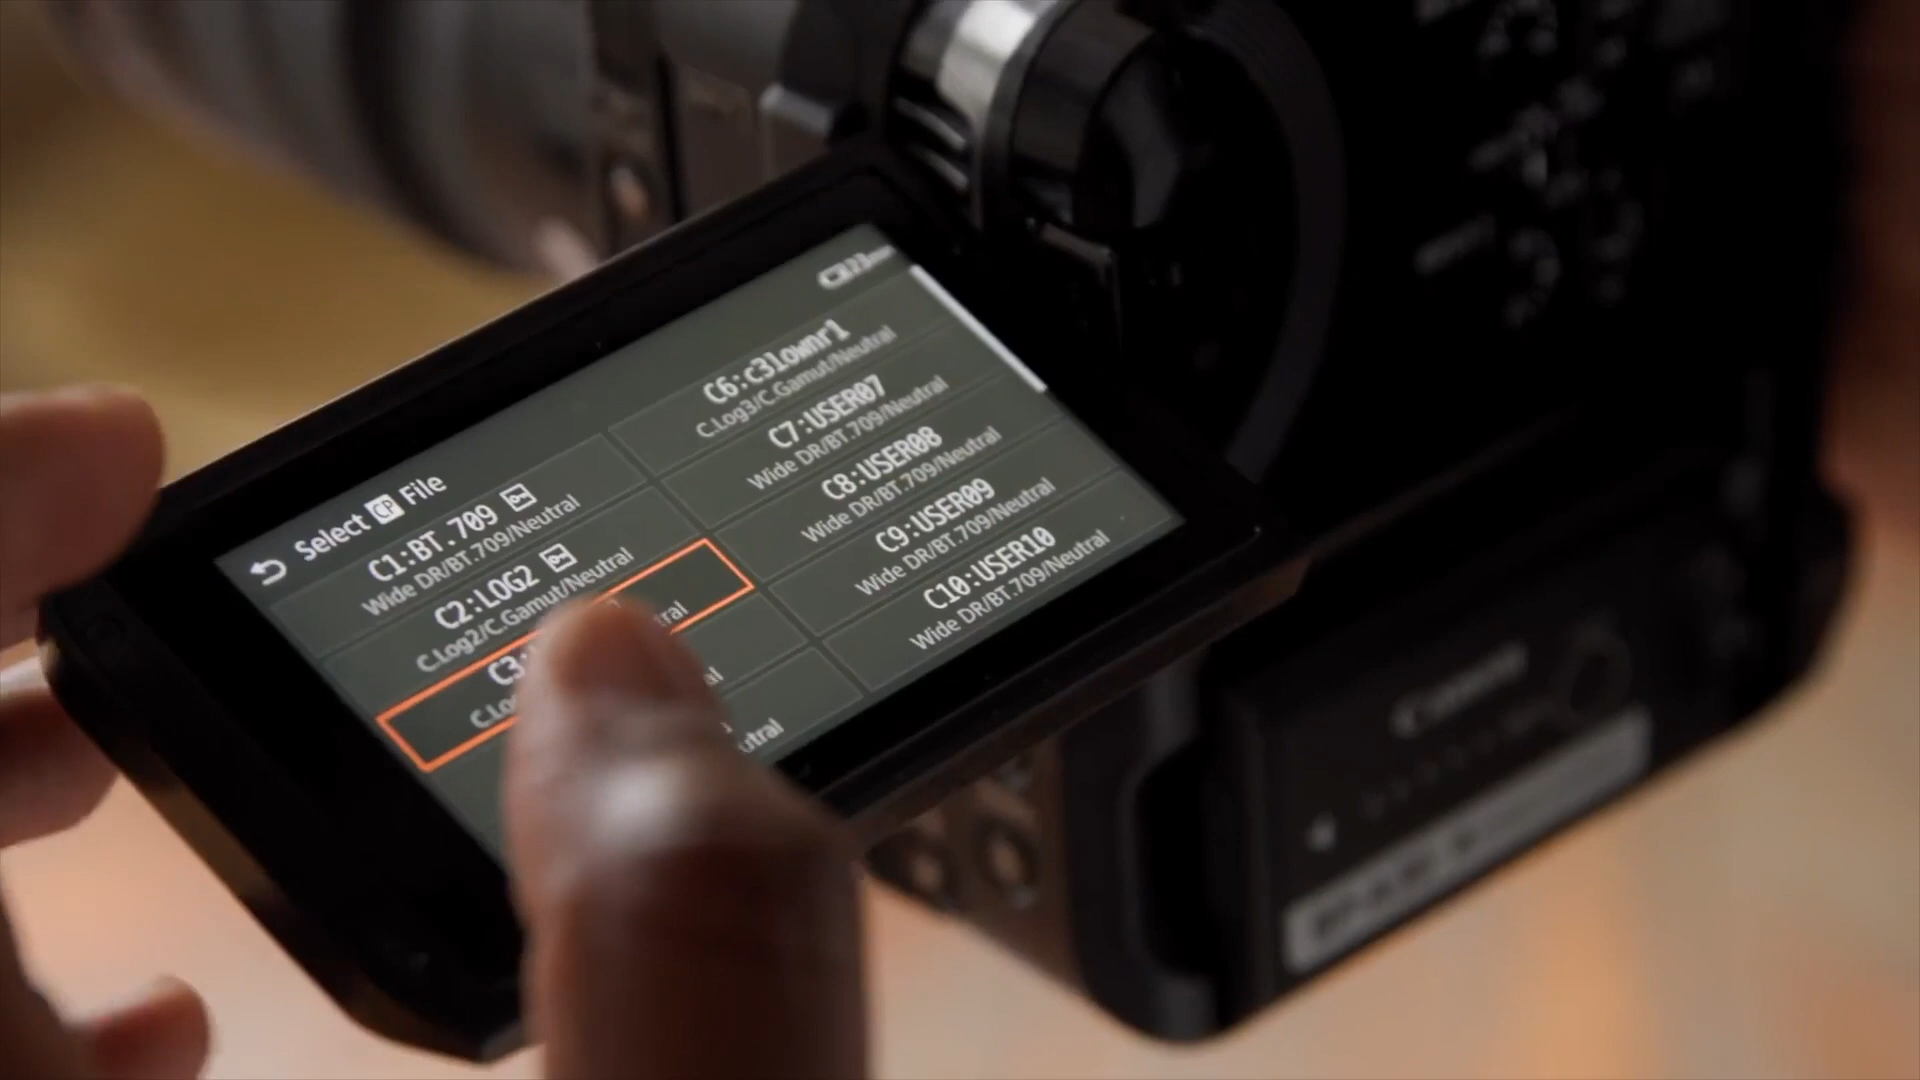 Select CP File
C1:BT.709
Wide DR/BT.709/Neutral
C2:LOG2
C.Log2/C.Gamut/Neutral
C3:
C6:c3lownr1
C.Log3/C.Gamut/Neutral
C7:USER07
Wide DR/BT.709/Neutral
C8:USER08
Wide DR/BT.709/Neutral
C9:USER09
Wide DR/BT.709/Neutral
C10:USER10
Wide DR/BT.709/Neutral
Canon